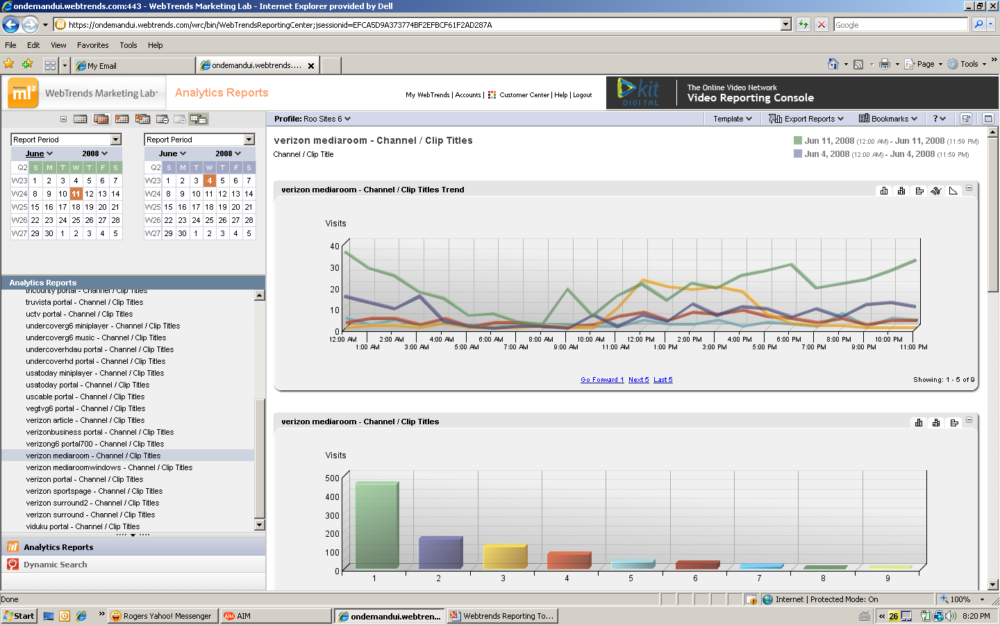 ondemandui.webtrends.com:443 - WebTrends Marketing Lab - Internet Explorer provided by Dell
https://ondemandui.webtrends.com/wrc/bin/WebTrendsReportingCenter;jsessionid=EFCA5D9A373774BF2EFBCF61F2AD287A
Google
File Edit View Favorites Tools Help
My Email
ondemandui.webtrends....
Page Tools »
ml² WebTrends Marketing Lab
Analytics Reports
My WebTrends | Accounts | Customer Center | Help | Logout
kit DIGITAL
The Online Video Network
Video Reporting Console
Profile: Roo Sites 6
Template Export Reports Bookmarks ?
Report Period Report Period
June 2008 June 2008
Q2 S M T W T F S Q2 S M T W T F S
W23 1 2 3 4 5 6 7 W23 1 2 3 4 5 6 7
W24 8 9 10 11 12 13 14 W24 8 9 10 11 12 13 14
W25 15 16 17 18 19 20 21 W25 15 16 17 18 19 20 21
W26 22 23 24 25 26 27 28 W26 22 23 24 25 26 27 28
W27 29 30 1 2 3 4 5 W27 29 30 1 2 3 4 5
Analytics Reports
tricounty portal - Channel / Clip Titles
truvista portal - Channel / Clip Titles
uctv portal - Channel / Clip Titles
undercoverg6 miniplayer - Channel / Clip Titles
undercoverg6 music - Channel / Clip Titles
undercoverhdau portal - Channel / Clip Titles
undercoverhd portal - Channel / Clip Titles
usatoday miniplayer - Channel / Clip Titles
usatoday portal - Channel / Clip Titles
uscable portal - Channel / Clip Titles
vegtvg6 portal - Channel / Clip Titles
verizon article - Channel / Clip Titles
verizonbusiness portal - Channel / Clip Titles
verizong6 portal700 - Channel / Clip Titles
verizon mediaroom - Channel / Clip Titles
verizon mediaroomwindows - Channel / Clip Titles
verizon portal - Channel / Clip Titles
verizon sportspage - Channel / Clip Titles
verizon surround2 - Channel / Clip Titles
verizon surround - Channel / Clip Titles
viduku portal - Channel / Clip Titles
Analytics Reports
Dynamic Search
verizon mediaroom - Channel / Clip Titles
Channel / Clip Title
Jun 11, 2008 (12:00 AM) - Jun 11, 2008 (11:59 PM)
Jun 4, 2008 (12:00 AM) - Jun 4, 2008 (11:59 PM)
verizon mediaroom - Channel / Clip Titles Trend
Visits
40
30
20
10
0
12:00 AM 2:00 AM 4:00 AM 6:00 AM 8:00 AM 10:00 AM 12:00 PM 2:00 PM 4:00 PM 6:00 PM 8:00 PM 10:00 PM
1:00 AM 3:00 AM 5:00 AM 7:00 AM 9:00 AM 11:00 AM 1:00 PM 3:00 PM 5:00 PM 7:00 PM 9:00 PM 11:00 PM
Go Forward 1 Next 5 Last 5
Showing: 1 - 5 of 9
verizon mediaroom - Channel / Clip Titles
Visits
500
400
300
200
100
0
1 2 3 4 5 6 7 8 9
Done
Internet | Protected Mode: On
100%
Start » Rogers Yahoo! Messenger AIM ondemandui.webtren... Webtrends Reporting To... « 26 8:20 PM